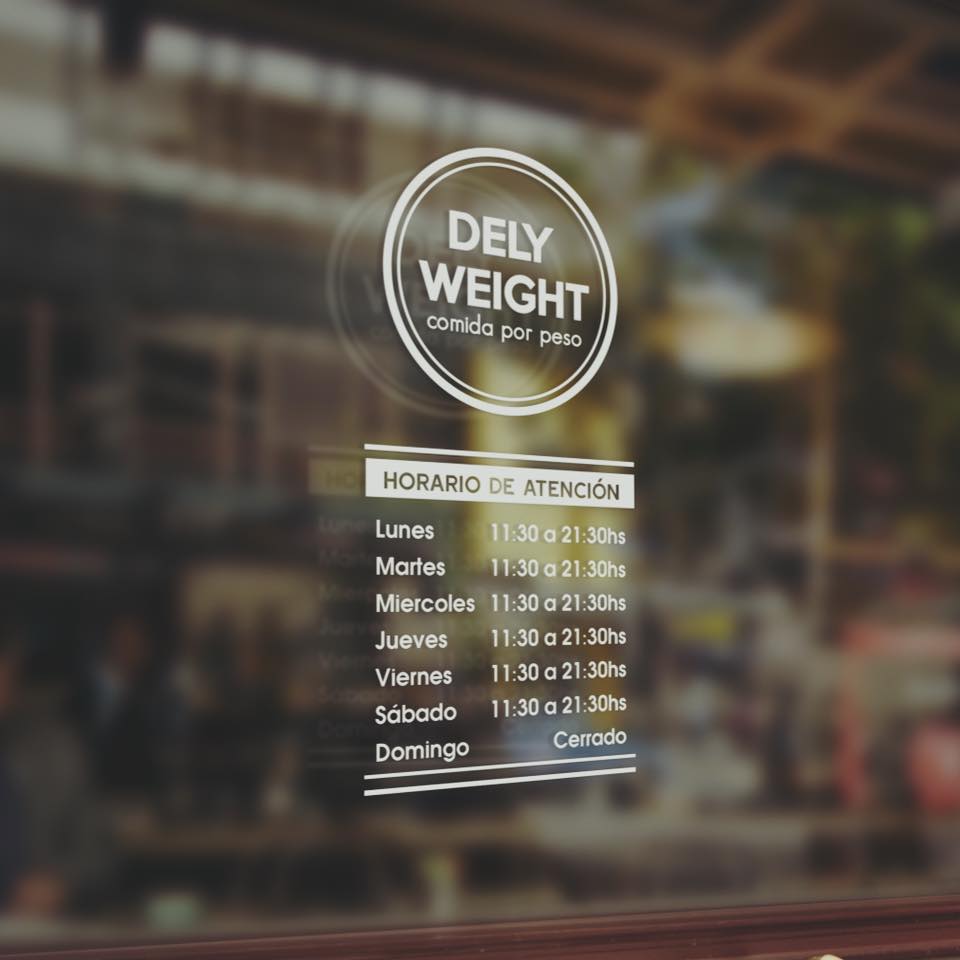 DELY
WEIGHT
comida por peso
HORARIO DE ATENCIÓN
Lunes 11:30 a 21:30hs
Martes 11:30 a 21:30hs
Miercoles 11:30 a 21:30hs
Jueves 11:30 a 21:30hs
Viernes 11:30 a 21:30hs
Sábado 11:30 a 21:30hs
Domingo Cerrado